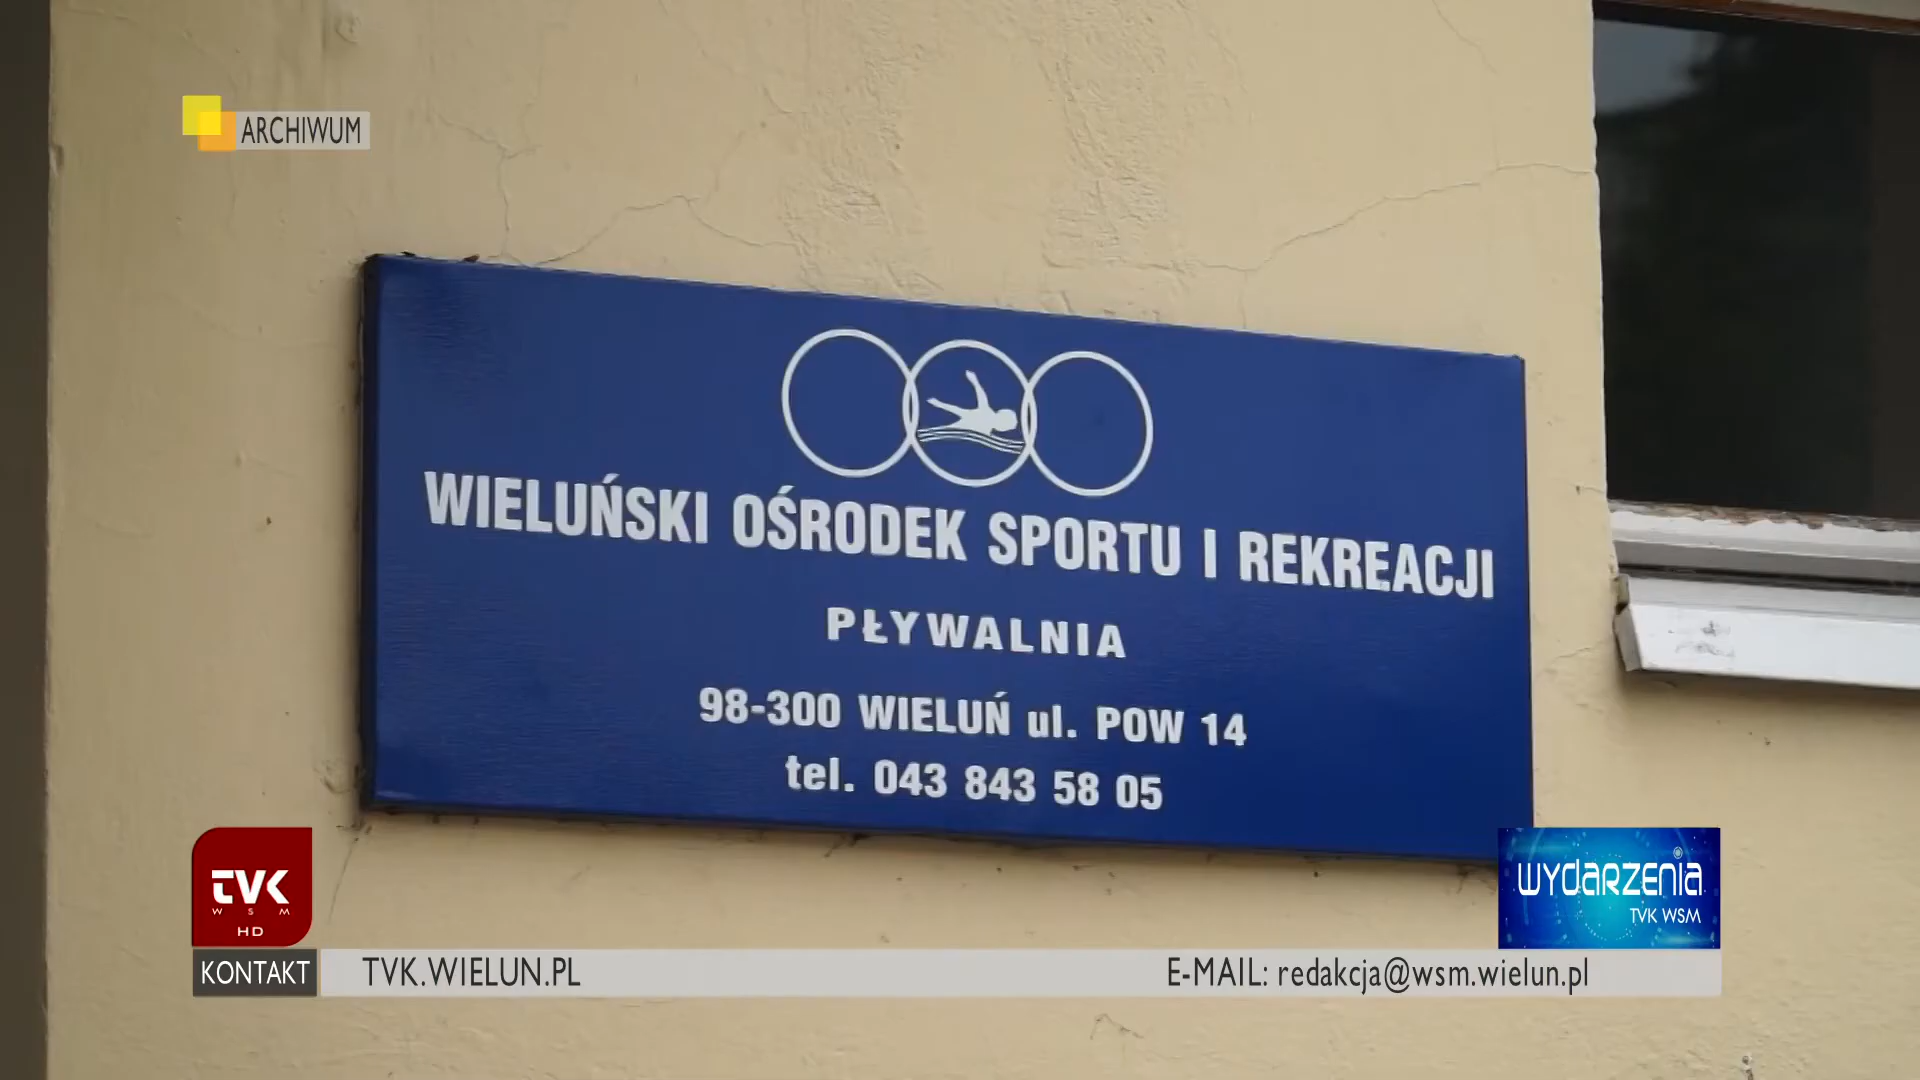 ARCHIWUM
WIELUŃSKI OŚRODEK SPORTU I REKREACJI
PŁYWALNIA
98-300 WIELUŃ ul. POW 14
tel. 043 843 58 05
TVK
WSM
HD
WYDARZENIA
TVK WSM
KONTAKT TVK.WIELUN.PL E-MAIL: redakcja@wsm.wielun.pl